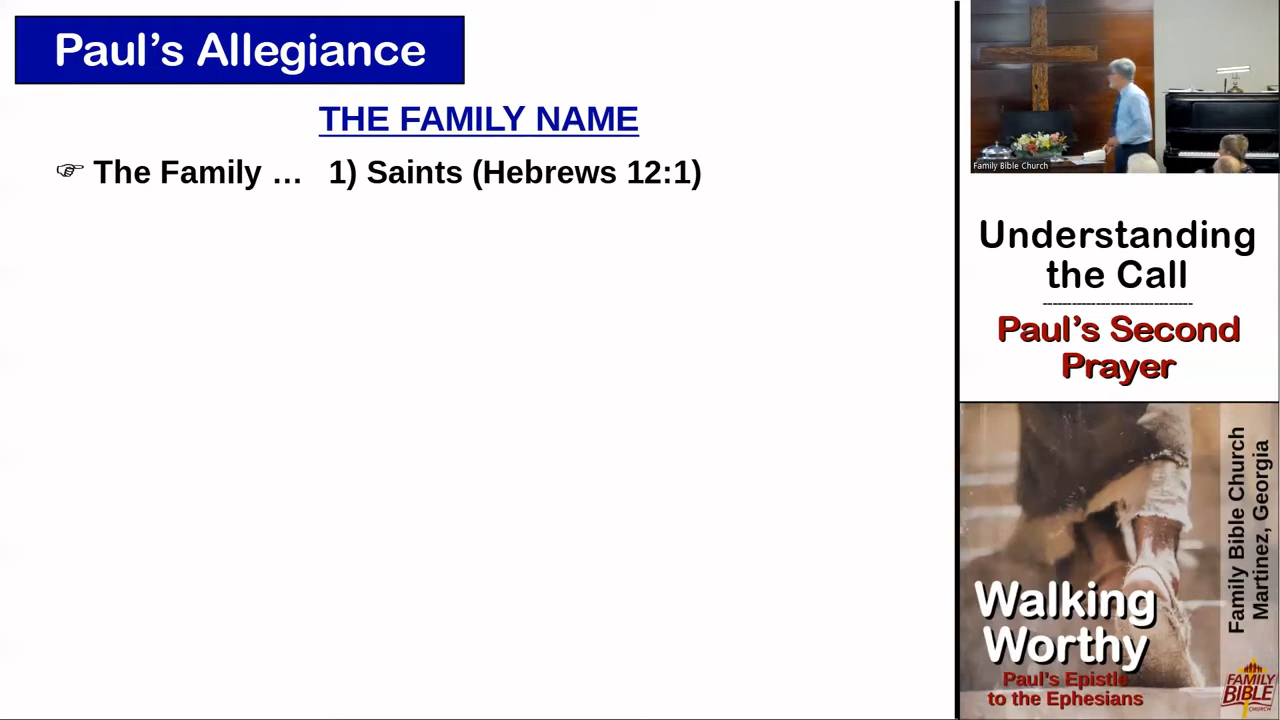 Paul’s Allegiance
THE FAMILY NAME
☞ The Family … 1) Saints (Hebrews 12:1)
Family Bible Church
Understanding
the Call
------------------------------
Paul’s Second
Prayer
Walking
Worthy
Paul’s Epistle
to the Ephesians
Family Bible Church
Martinez, Georgia
FAMILY
BIBLE
CHURCH